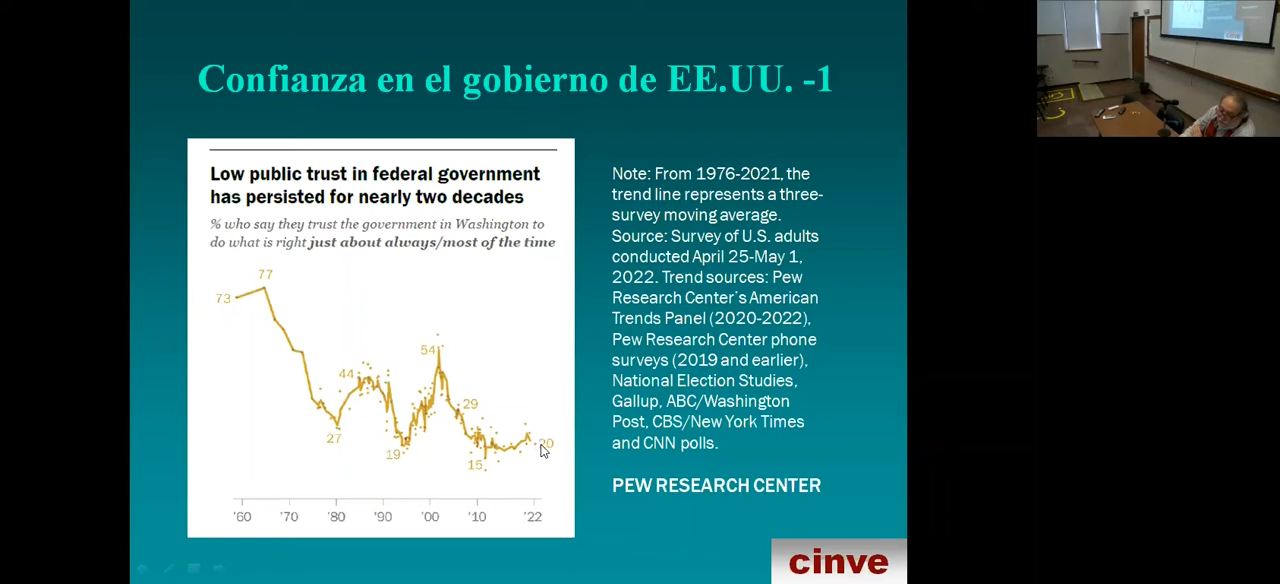 Confianza en el gobierno de EE.UU. -1
Low public trust in federal government
has persisted for nearly two decades
% who say they trust the government in Washington to
do what is right just about always/most of the time
77
73
54
44
29
27
20
19
15
'60 '70 '80 '90 '00 '10 '22
Note: From 1976-2021, the
trend line represents a three-
survey moving average.
Source: Survey of U.S. adults
conducted April 25-May 1,
2022. Trend sources: Pew
Research Center's American
Trends Panel (2020-2022),
Pew Research Center phone
surveys (2019 and earlier),
National Election Studies,
Gallup, ABC/Washington
Post, CBS/New York Times
and CNN polls.
PEW RESEARCH CENTER
cinve
cinve